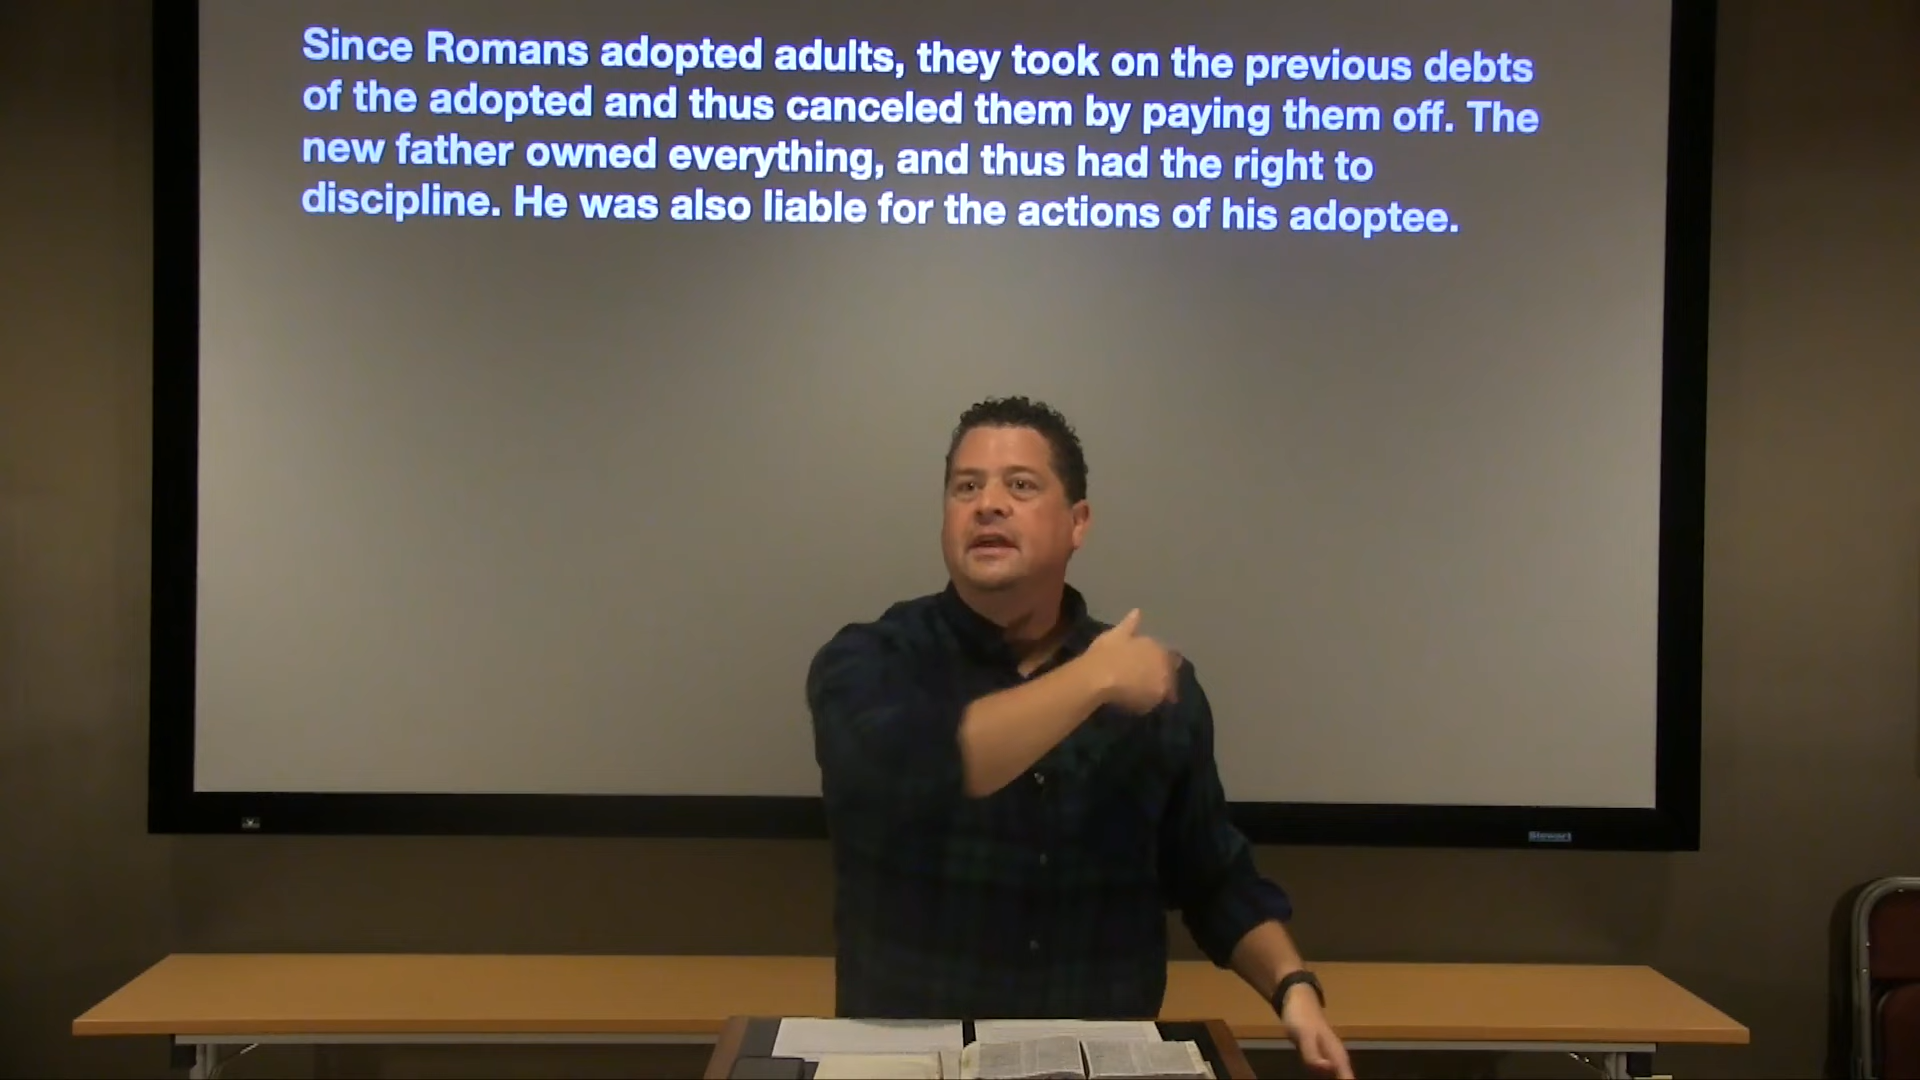 Since Romans adopted adults, they took on the previous debts
of the adopted and thus canceled them by paying them off. The
new father owned everything, and thus had the right to
discipline. He was also liable for the actions of his adoptee.
Stewart